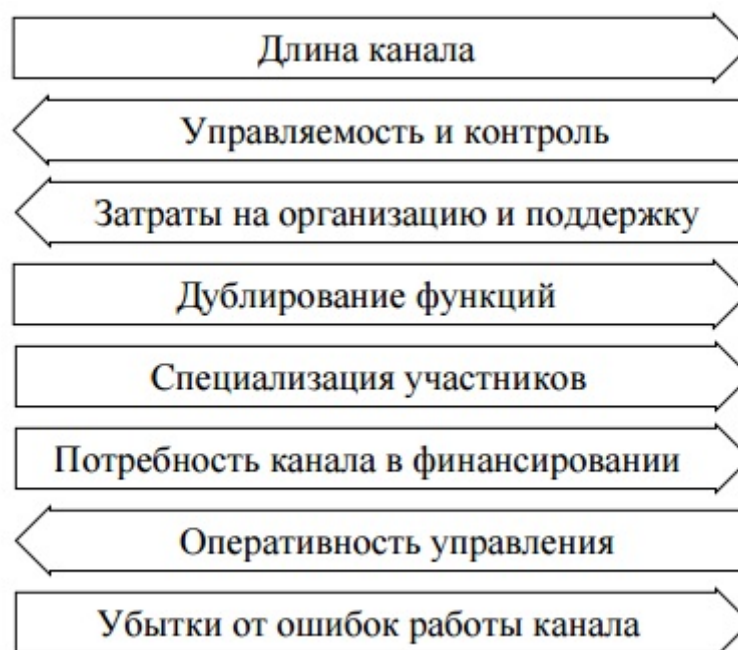 Длина канала
Управляемость и контроль
Затраты на организацию и поддержку
Дублирование функций
Специализация участников
Потребность канала в финансировании
Оперативность управления
Убытки от ошибок работы канала